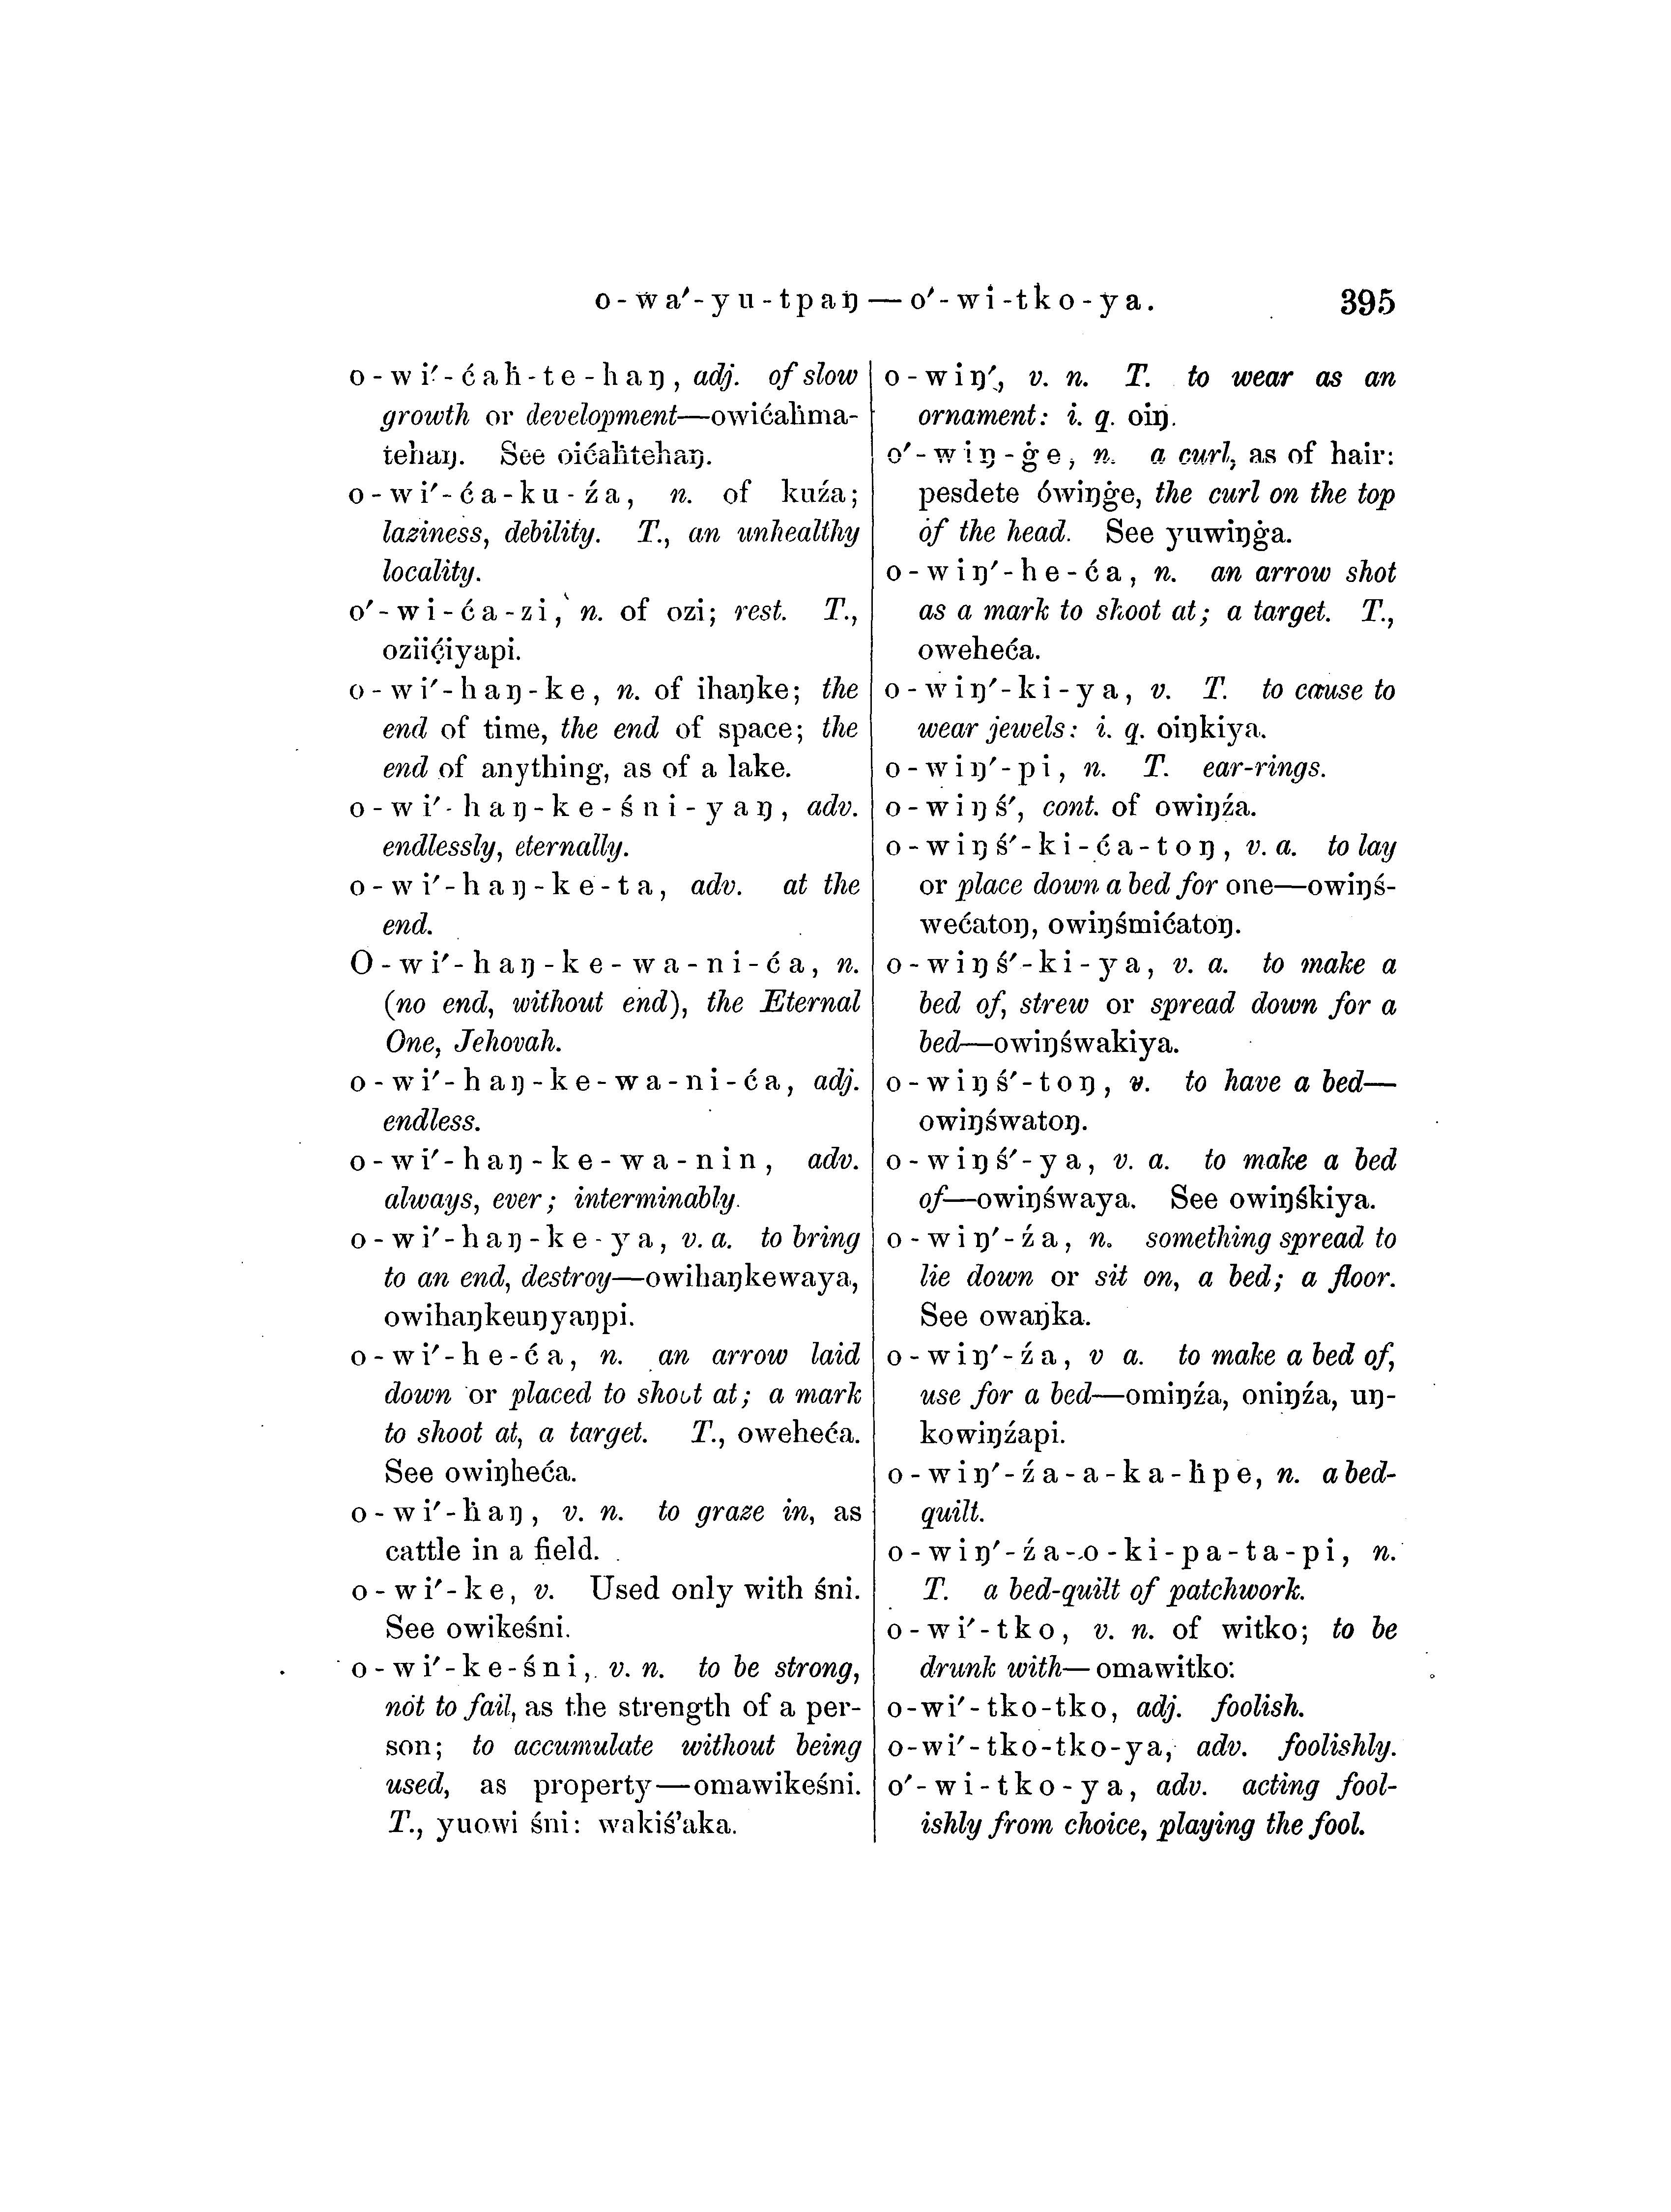 o-wa′-yu-tpaŋ—o′-wi-tko-ya. 395
o-wi′-ćaḣ-te-haŋ, adj. of slow
growth or development—owićaḣma-
tehaŋ. See oićaḣtehaŋ.
o-wi′-ća-ku-źa, n. of kuźa;
laziness, debility. T., an unhealthy
locality.
o′-wi-ća-zi, n. of ozi; rest. T.,
oziić̣iyapi.
o-wi′-haŋ-ke, n. of ihaŋke; the
end of time, the end of space; the
end of anything, as of a lake.
o-wi′-haŋ-ke-śni-yaŋ, adv.
endlessly, eternally.
o-wi′-haŋ-ke-ta, adv. at the
end.
O-wi′-haŋ-ke-wa-ni-ća, n.
(no end, without end), the Eternal
One, Jehovah.
o-wi′-haŋ-ke-wa-ni-ća, adj.
endless.
o-wi′-haŋ-ke-wa-nin, adv.
always, ever; interminably.
o-wi′-haŋ-ke-ya, v. a. to bring
to an end, destroy—owihaŋkewaya,
owihaŋkeuŋyaŋpi.
o-wi′-he-ća, n. an arrow laid
down or placed to shoot at; a mark
to shoot at, a target. T., oweheća.
See owiŋheća.
o-wi′-ḣaŋ, v. n. to graze in, as
cattle in a field.
o-wi′-ke, v. Used only with śni.
See owikeśni.
o-wi′-ke-śni, v. n. to be strong,
not to fail, as the strength of a per-
son; to accumulate without being
used, as property—omawikeśni.
T., yuowi śni: wakiś’aka.
o-wiŋ′, v. n. T. to wear as an
ornament: i. q. oiŋ.
o′-wiŋ-ġe, n. a curl, as of hair:
pesdete ówiŋġe, the curl on the top
of the head. See yuwiŋġa.
o-wiŋ′-he-ća, n. an arrow shot
as a mark to shoot at; a target. T.,
oweheća.
o-wiŋ′-ki-ya, v. T. to cause to
wear jewels: i. q. oiŋkiya.
o-wiŋ′-pi, n. T. ear-rings.
o-wiŋś′, cont. of owiŋźa.
o-wiŋś′-ki-ća-toŋ, v. a. to lay
or place down a bed for one—owiŋś-
wećatoŋ, owiŋśmićatoŋ.
o-wiŋś′-ki-ya, v. a. to make a
bed of, strew or spread down for a
bed—owiŋśwakiya.
o-wiŋś′-toŋ, v. to have a bed—
owiŋśwatoŋ.
o-wiŋś′-ya, v. a. to make a bed
of—owiŋśwaya. See owiŋśkiya.
o-wiŋ′-źa, n. something spread to
lie down or sit on, a bed; a floor.
See owaŋka.
o-wiŋ′-źa, v a. to make a bed of,
use for a bed—omiŋźa, oniŋźa, uŋ-
kowiŋźapi.
o-wiŋ′-źa-a-ka-ḣpe, n. a bed-
quilt.
o-wiŋ′-źa-o-ki-pa-ta-pi, n.
T. a bed-quilt of patchwork.
o-wi′-tko, v. n. of witko; to be
drunk with—omawitko:
o-wi′-tko-tko, adj. foolish.
o-wi′-tko-tko-ya, adv. foolishly.
o′-wi-tko-ya, adv. acting fool-
ishly from choice, playing the fool.